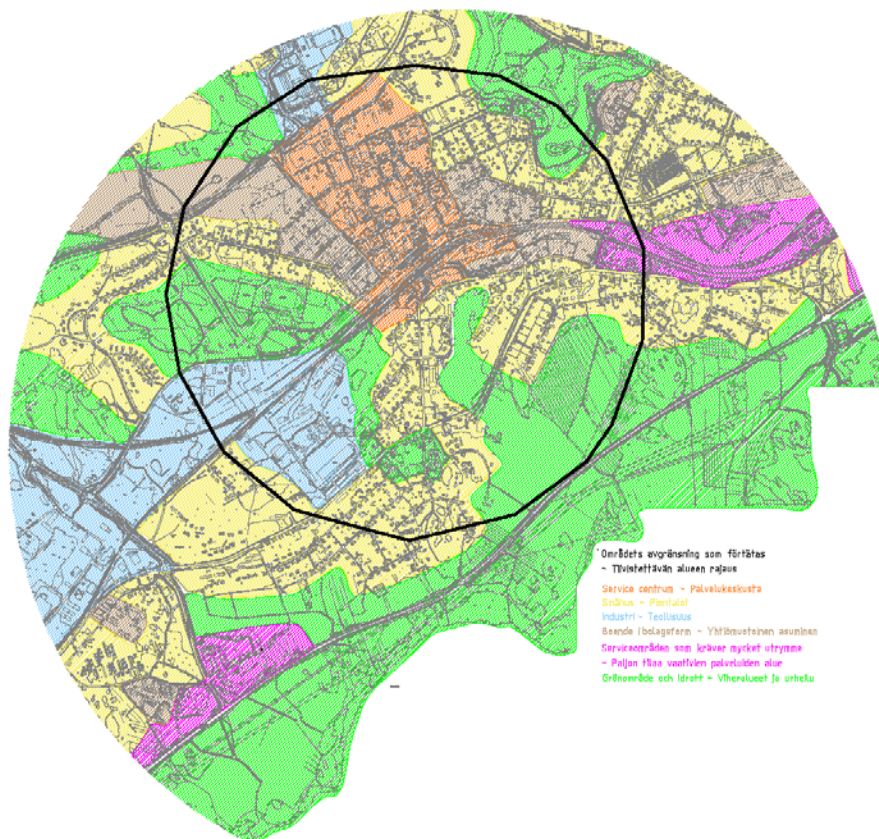 Områdets avgränsning som förtätas
- Tiivistettävän alueen rajaus
Service centrum - Palvelukeskusta
Småhus - Pientalot
Industri - Teollisuus
Boende i bolagsform - Yhtiömuotoinen asuminen
Serviceområden som kräver mycket utrymme
- Paljon tilaa vaativien palveluiden alue
Grönområde och idrott - Viheralueet ja urheilu